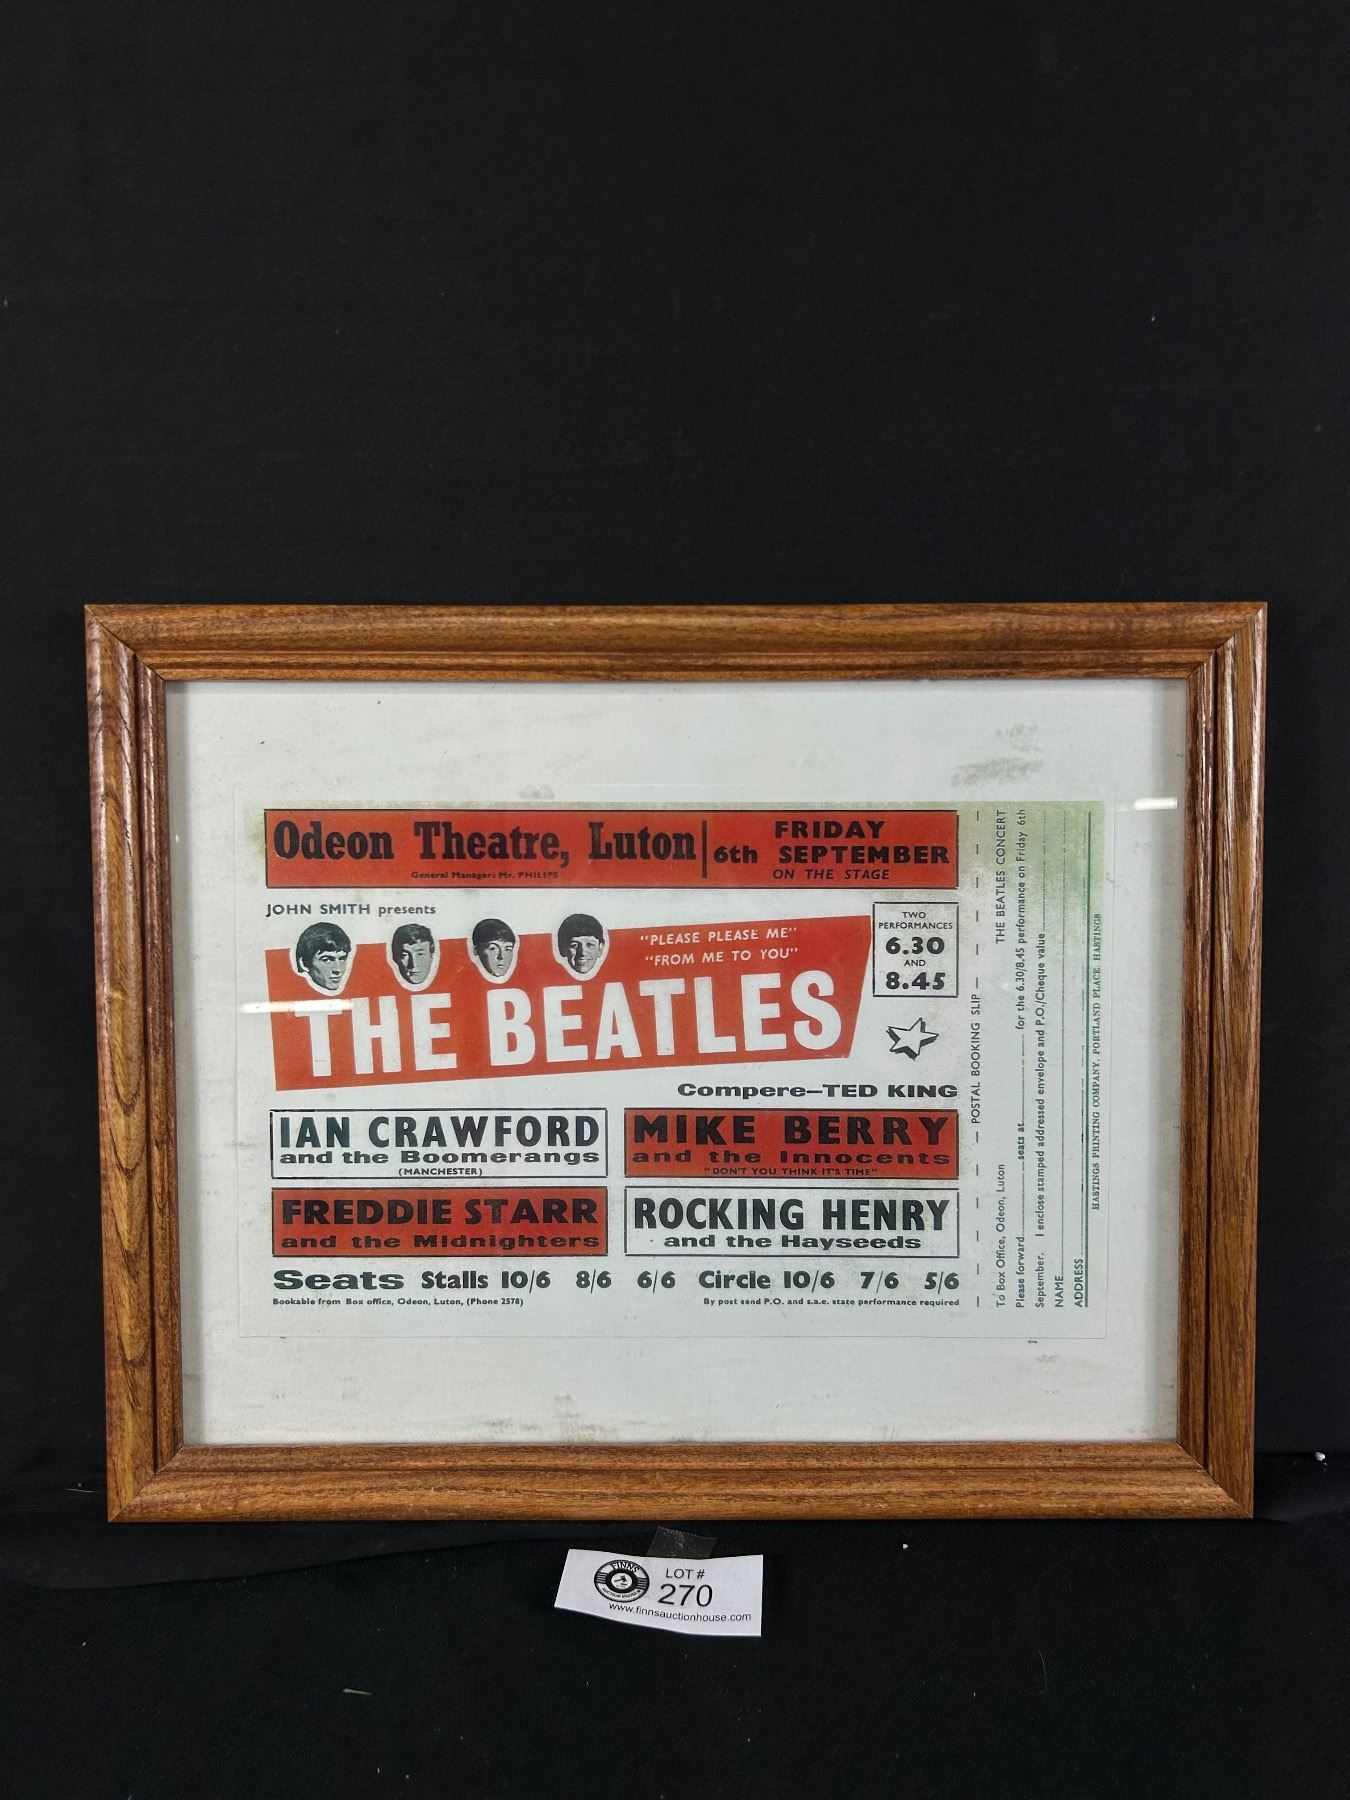 Odeon Theatre, Luton
General Manager: Mr. PHILIPS
FRIDAY
6th SEPTEMBER
ON THE STAGE
JOHN SMITH presents
"PLEASE PLEASE ME"
"FROM ME TO YOU"
THE BEATLES
TWO
PERFORMANCES
6.30
AND
8.45
Compere—TED KING
IAN CRAWFORD
and the Boomerangs
(MANCHESTER)
MIKE BERRY
and the Innocents
"DON'T YOU THINK IT'S TIME"
FREDDIE STARR
and the Midnighters
ROCKING HENRY
and the Hayseeds
Seats Stalls 10/6 8/6 6/6 Circle 10/6 7/6 5/6
Bookable from Box office, Odeon, Luton, (Phone 2578)
By post send P.O. and s.a.e. state performance required
POSTAL BOOKING SLIP
To Box Office, Odeon, Luton THE BEATLES CONCERT
Please forward seats at for the 6.30/8.45 performance on Friday 6th
September. I enclose stamped addressed envelope and P.O./Cheque value
NAME
ADDRESS
HASTINGS PRINTING COMPANY, PORTLAND PLACE, HASTINGS
FINNS
AUCTION HOUSE
LOT #
270
www.finnsauctionhouse.com